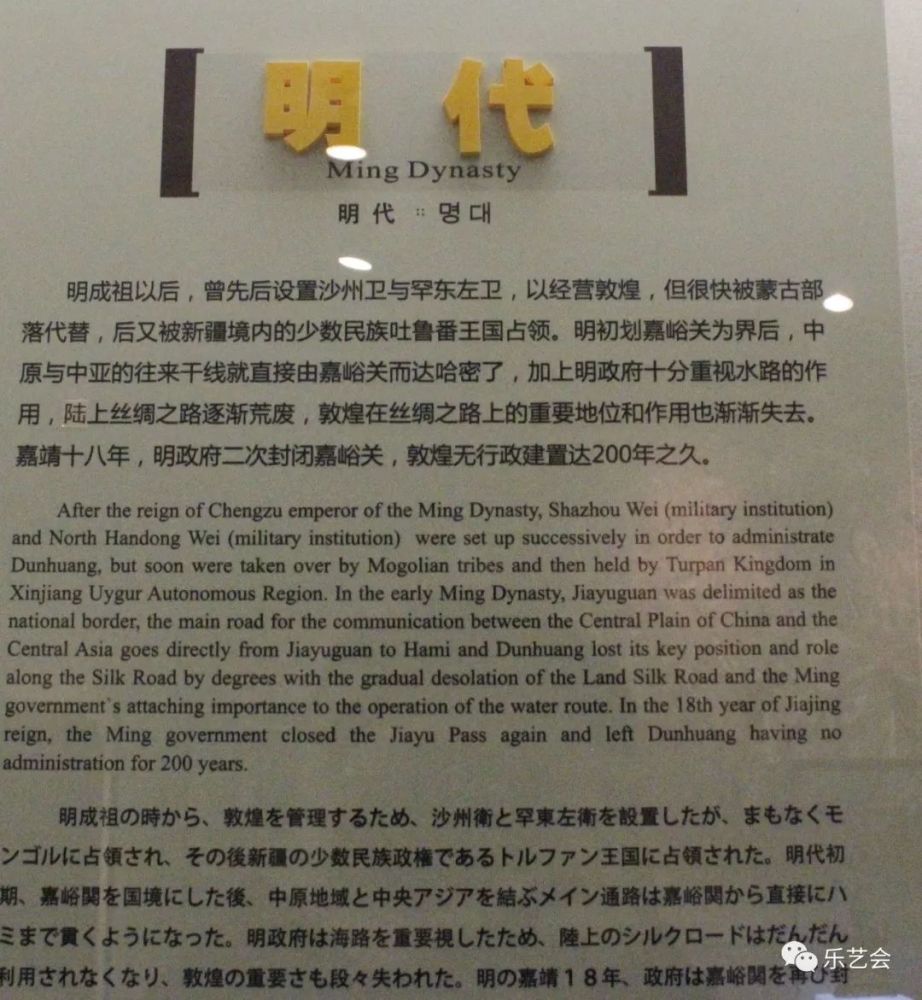 明代
Ming Dynasty
明代 :: 명대
明成祖以后，曾先后设置沙州卫与罕东左卫，以经营敦煌，但很快被蒙古部
落代替，后又被新疆境内的少数民族吐鲁番王国占领。明初划嘉峪关为界后，中
原与中亚的往来干线就直接由嘉峪关而达哈密了，加上明政府十分重视水路的作
用，陆上丝绸之路逐渐荒废，敦煌在丝绸之路上的重要地位和作用也渐渐失去。
嘉靖十八年，明政府二次封闭嘉峪关，敦煌无行政建置达200年之久。
After the reign of Chengzu emperor of the Ming Dynasty, Shazhou Wei (military institution)
and North Handong Wei (military institution) were set up successively in order to administrate
Dunhuang, but soon were taken over by Mogolian tribes and then held by Turpan Kingdom in
Xinjiang Uygur Autonomous Region. In the early Ming Dynasty, Jiayuguan was delimited as the
national border, the main road for the communication between the Central Plain of China and the
Central Asia goes directly from Jiayuguan to Hami and Dunhuang lost its key position and role
along the Silk Road by degrees with the gradual desolation of the Land Silk Road and the Ming
government`s attaching importance to the operation of the water route. In the 18th year of Jiajing
reign, the Ming government closed the Jiayu Pass again and left Dunhuang having no
administration for 200 years.
明成祖の時から、敦煌を管理するため、沙州衛と罕東左衛を設置したが、まもなくモ
ンゴルに占領され、その後新疆の少数民族政権であるトルファン王国に占領された。明代初
期、嘉峪関を国境にした後、中原地域と中央アジアを結ぶメイン通路は嘉峪関から直接にハ
ミまで貫くようになった。明政府は海路を重要視したため、陸上のシルクロードはだんだん
利用されなくなり、敦煌の重要さも段々失われた。明の嘉靖１８年、政府は嘉峪関を再び封
乐艺会